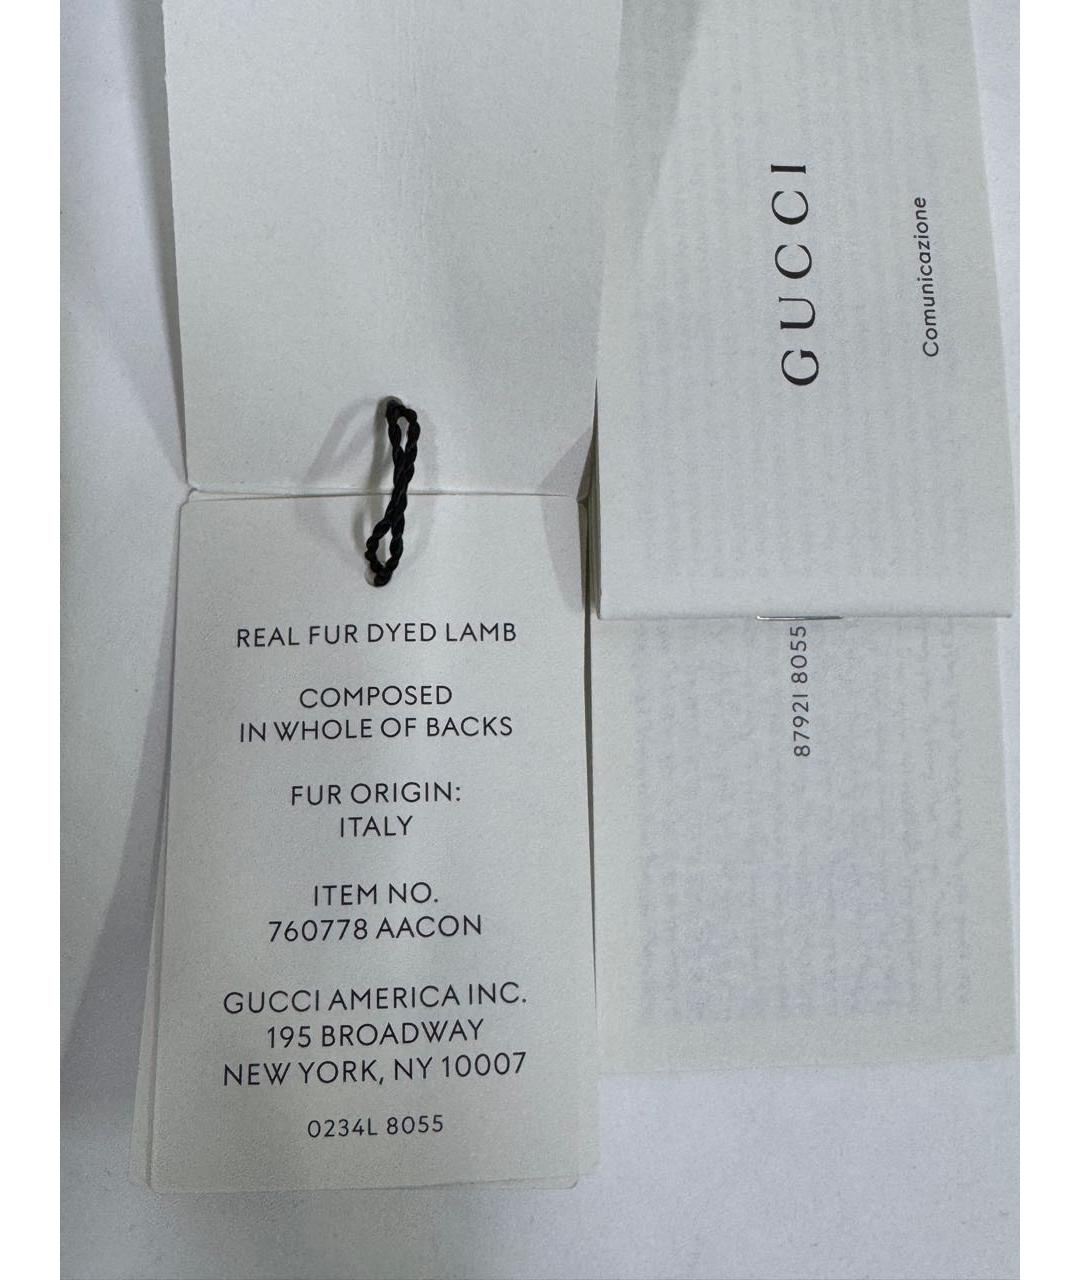 REAL FUR DYED LAMB
COMPOSED
IN WHOLE OF BACKS
FUR ORIGIN:
ITALY
ITEM NO.
760778 AACON
GUCCI AMERICA INC.
195 BROADWAY
NEW YORK, NY 10007
0234L 8055
GUCCI
Comunicazione
87921 8055